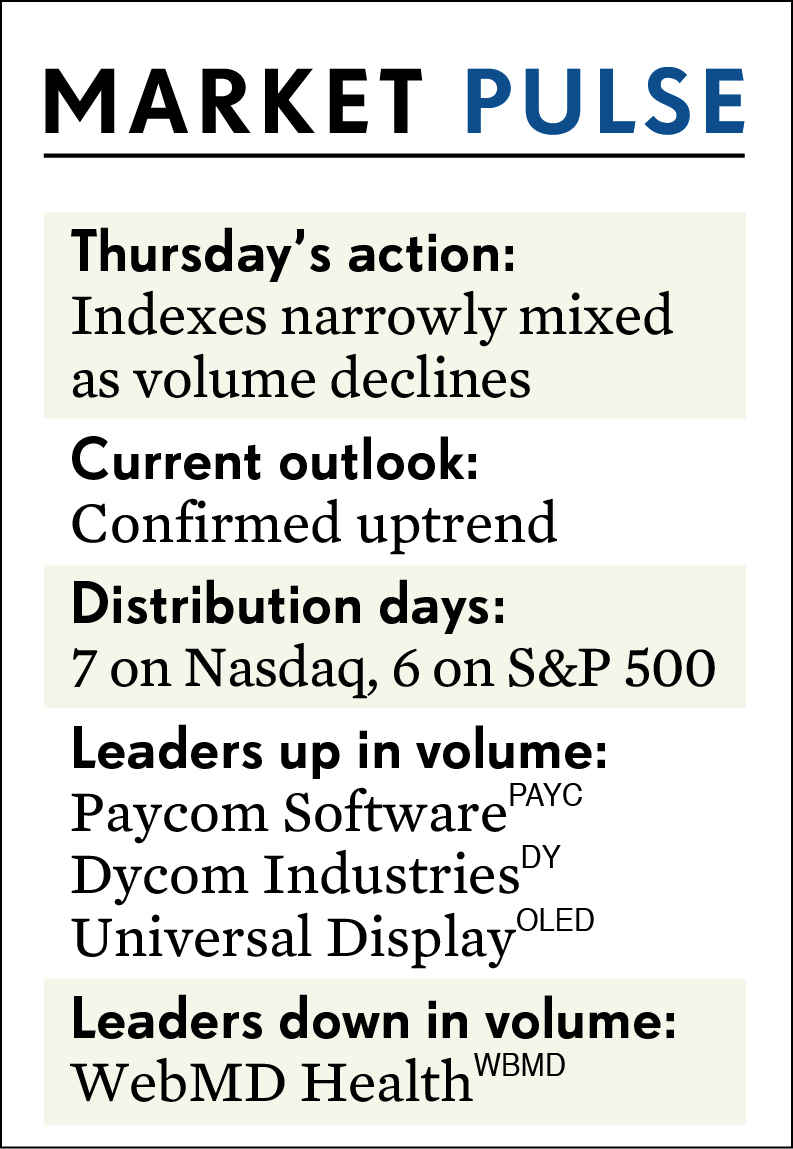 MARKET PULSE
Thursday’s action:
Indexes narrowly mixed
as volume declines
Current outlook:
Confirmed uptrend
Distribution days:
7 on Nasdaq, 6 on S&P 500
Leaders up in volume:
Paycom Software PAYC
Dycom Industries DY
Universal Display OLED
Leaders down in volume:
WebMD Health WBMD